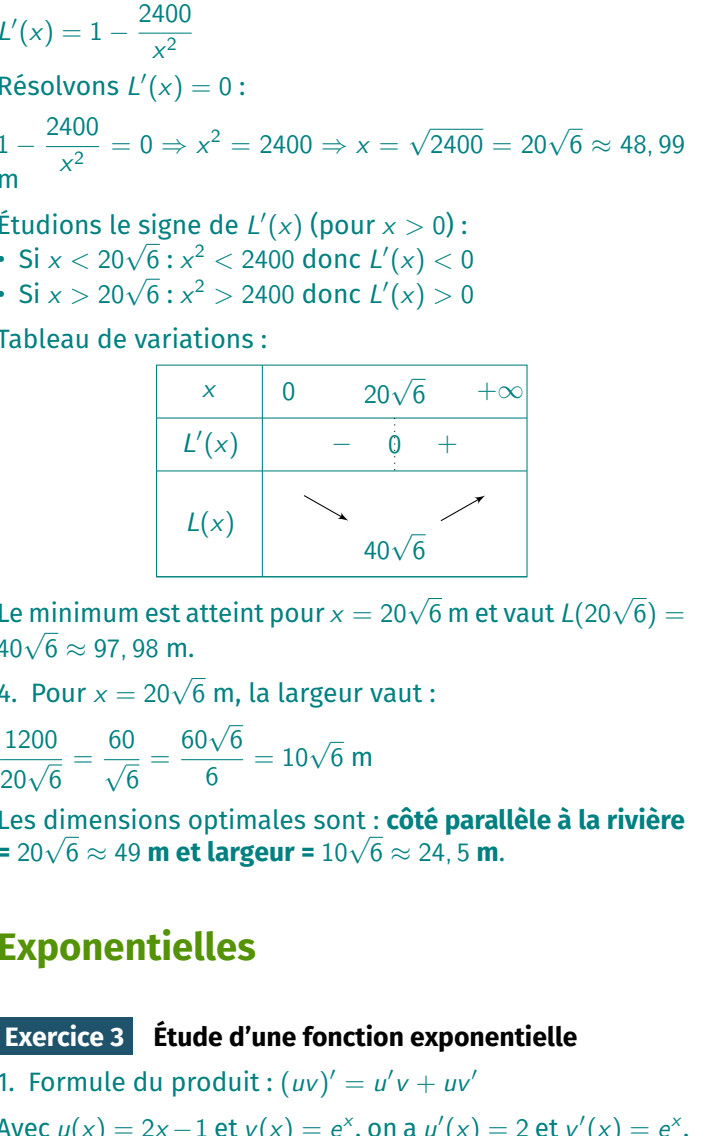 L′(x) = 1 − 2400/x²
Résolvons L′(x) = 0 :
1 − 2400/x² = 0 ⇒ x² = 2400 ⇒ x = √2400 = 20√6 ≈ 48, 99
m
Étudions le signe de L′(x) (pour x > 0) :
• Si x < 20√6 : x² < 2400 donc L′(x) < 0
• Si x > 20√6 : x² > 2400 donc L′(x) > 0
Tableau de variations :
x 0 20√6 +∞
L′(x) − 0 +
L(x)
40√6
Le minimum est atteint pour x = 20√6 m et vaut L(20√6) =
40√6 ≈ 97, 98 m.
4. Pour x = 20√6 m, la largeur vaut :
1200/20√6 = 60/√6 = 60√6/6 = 10√6 m
Les dimensions optimales sont : côté parallèle à la rivière
= 20√6 ≈ 49 m et largeur = 10√6 ≈ 24, 5 m.
Exponentielles
Exercice 3 Étude d'une fonction exponentielle
1. Formule du produit : (uv)′ = u′v + uv′
Avec u(x) = 2x − 1 et v(x) = eˣ, on a u′(x) = 2 et v′(x) = eˣ.